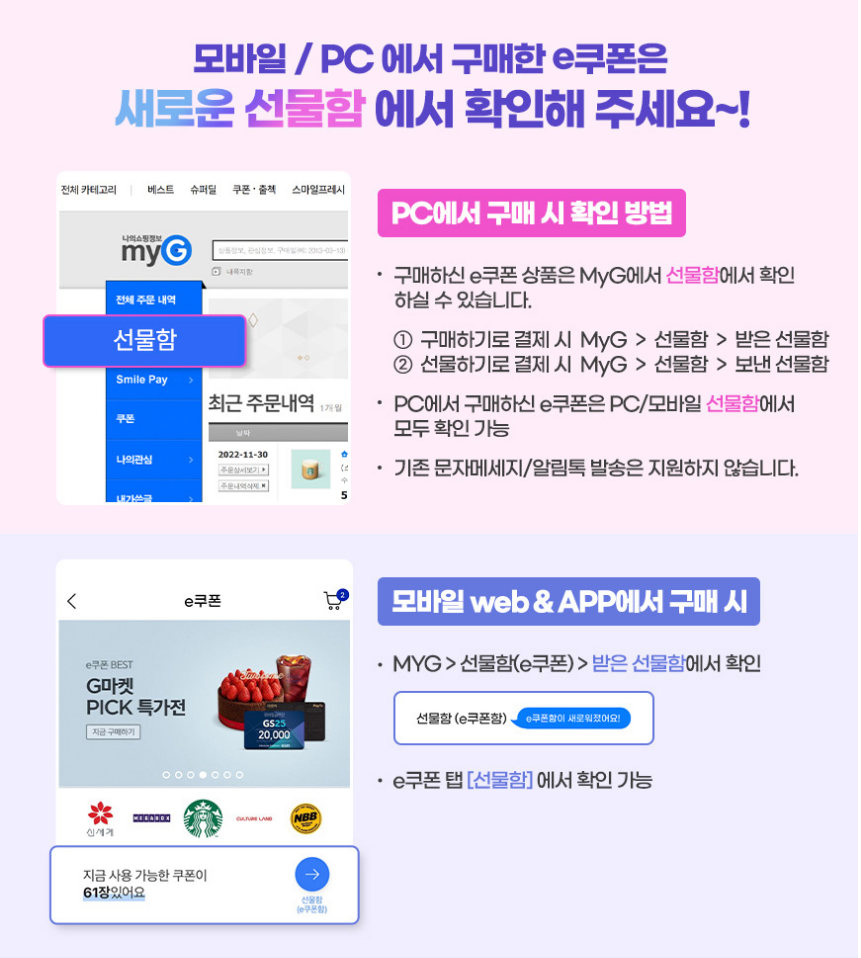 모바일 / PC 에서 구매한 e쿠폰은
새로운 선물함 에서 확인해 주세요~!
전체 카테고리 | 베스트 슈퍼딜 쿠폰·출첵 스마일프레시
나의쇼핑정보
myG
내륙지함
전체 주문 내역
선물함
Smile Pay >
쿠폰
나의관심 >
내가쓴글 >
최근 주문내역 1개월
날짜
2022-11-30
주문상세보기
주문내역삭제
PC에서 구매 시 확인 방법
· 구매하신 e쿠폰 상품은 MyG에서 선물함에서 확인
하실 수 있습니다.
① 구매하기로 결제 시 MyG > 선물함 > 받은 선물함
② 선물하기로 결제 시 MyG > 선물함 > 보낸 선물함
· PC에서 구매하신 e쿠폰은 PC/모바일 선물함에서
모두 확인 가능
· 기존 문자메세지/알림톡 발송은 지원하지 않습니다.
e쿠폰
2
e쿠폰 BEST
G마켓
PICK 특가전
지금 구매하기
GS25
20,000
신세계
MEGABOX
CULTURE LAND
NBB
지금 사용 가능한 쿠폰이
61장있어요
선물함
(e쿠폰함)
모바일 web & APP에서 구매 시
· MYG > 선물함(e쿠폰) > 받은 선물함에서 확인
선물함 (e쿠폰함) e쿠폰함이 새로워졌어요!
· e쿠폰 탭 [선물함] 에서 확인 가능